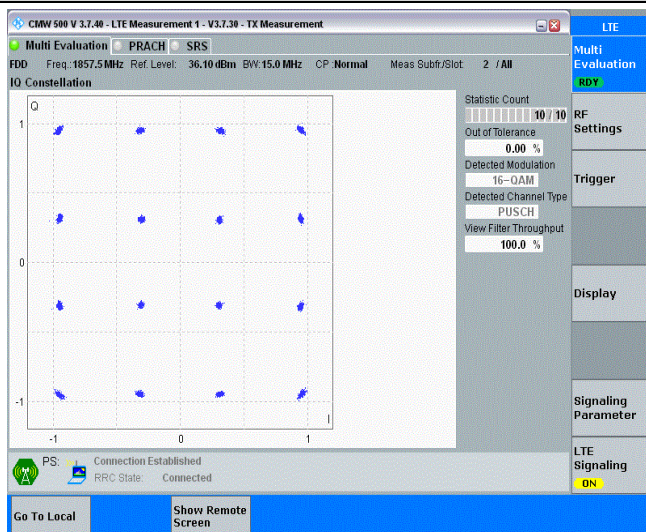 CMW 500 V 3.7.40 - LTE Measurement 1 - V3.7.30 - TX Measurement
LTE
Multi Evaluation PRACH SRS
FDD Freq.:1857.5 MHz Ref. Level: 36.10 dBm BW:15.0 MHz CP :Normal Meas Subfr./Slot: 2 / All
IQ Constellation
Q
1
0
-1
-1 0 1
I
Statistic Count
10 / 10
Out of Tolerance
0.00 %
Detected Modulation
16-QAM
Detected Channel Type
PUSCH
View Filter Throughput
100.0 %
PS: Connection Established
RRC State: Connected
Multi
Evaluation
RDY
RF
Settings
Trigger
Display
Signaling
Parameter
LTE
Signaling
ON
Go To Local
Show Remote
Screen